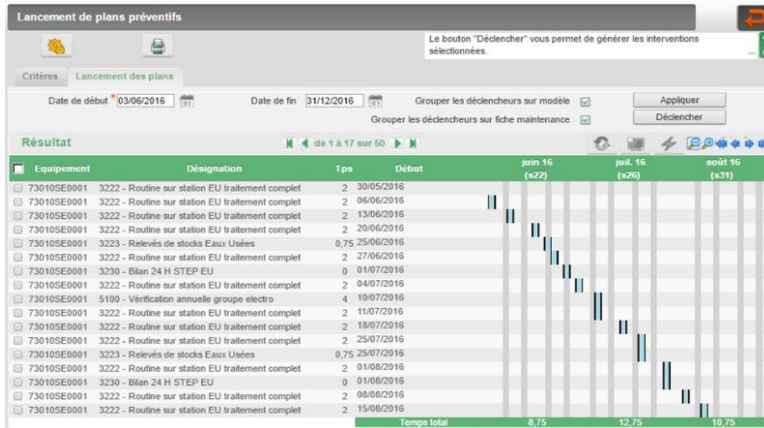 Lancement de plans préventifs
Le bouton "Déclencher" vous permet de générer les interventions
sélectionnées.
...
Critères Lancement des plans
Date de début * 03/06/2016 Date de fin 31/12/2016 Grouper les déclencheurs sur modèle Appliquer
Grouper les déclencheurs sur fiche maintenance Déclencher
Résultat de 1 à 17 sur 50
Equipement Désignation Tps Début juin 16 (s22) juil. 16 (s26) août 16 (s31)
73010SE0001 3222 - Routine sur station EU traitement complet 2 30/05/2016
73010SE0001 3222 - Routine sur station EU traitement complet 2 06/06/2016
73010SE0001 3222 - Routine sur station EU traitement complet 2 13/06/2016
73010SE0001 3222 - Routine sur station EU traitement complet 2 20/06/2016
73010SE0001 3223 - Relevés de stocks Eaux Usées 0,75 25/06/2016
73010SE0001 3222 - Routine sur station EU traitement complet 2 27/06/2016
73010SE0001 3230 - Bilan 24 H STEP EU 0 01/07/2016
73010SE0001 3222 - Routine sur station EU traitement complet 2 04/07/2016
73010SE0001 5100 - Vérification annuelle groupe electro 4 10/07/2016
73010SE0001 3222 - Routine sur station EU traitement complet 2 11/07/2016
73010SE0001 3222 - Routine sur station EU traitement complet 2 18/07/2016
73010SE0001 3222 - Routine sur station EU traitement complet 2 25/07/2016
73010SE0001 3223 - Relevés de stocks Eaux Usées 0,75 25/07/2016
73010SE0001 3222 - Routine sur station EU traitement complet 2 01/08/2016
73010SE0001 3230 - Bilan 24 H STEP EU 0 01/08/2016
73010SE0001 3222 - Routine sur station EU traitement complet 2 08/08/2016
73010SE0001 3222 - Routine sur station EU traitement complet 2 15/08/2016
Temps total 8,75 12,75 10,75